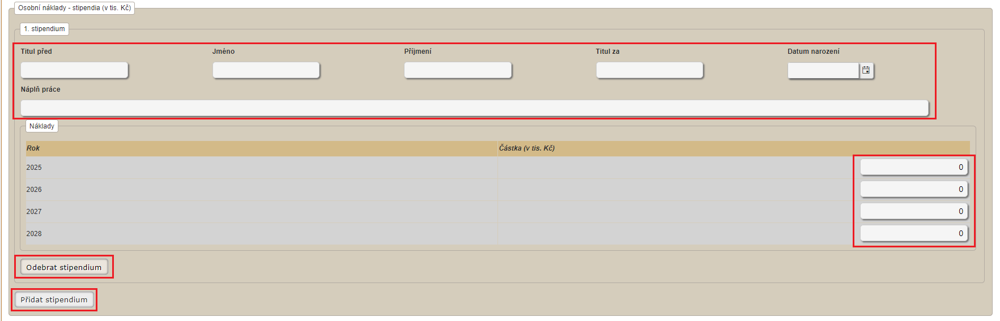 Osobní náklady - stipendia (v tis. Kč)
1. stipendium
Titul před Jméno Příjmení Titul za Datum narození
Náplň práce
Náklady
Rok Částka (v tis. Kč)
2025 0
2026 0
2027 0
2028 0
Odebrat stipendium
Přidat stipendium